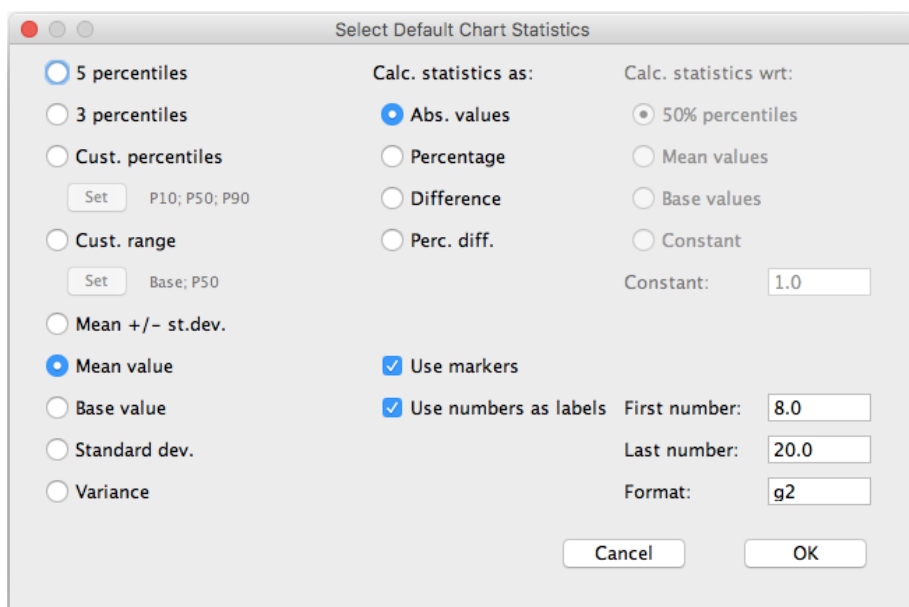 Select Default Chart Statistics
5 percentiles
Calc. statistics as:
Calc. statistics wrt:
3 percentiles
Abs. values
50% percentiles
Cust. percentiles
Percentage
Mean values
Set P10; P50; P90
Difference
Base values
Cust. range
Perc. diff.
Constant
Set Base; P50
Constant: 1.0
Mean +/- st.dev.
Mean value
Use markers
Base value
Use numbers as labels
First number: 8.0
Standard dev.
Last number: 20.0
Variance
Format: g2
Cancel
OK